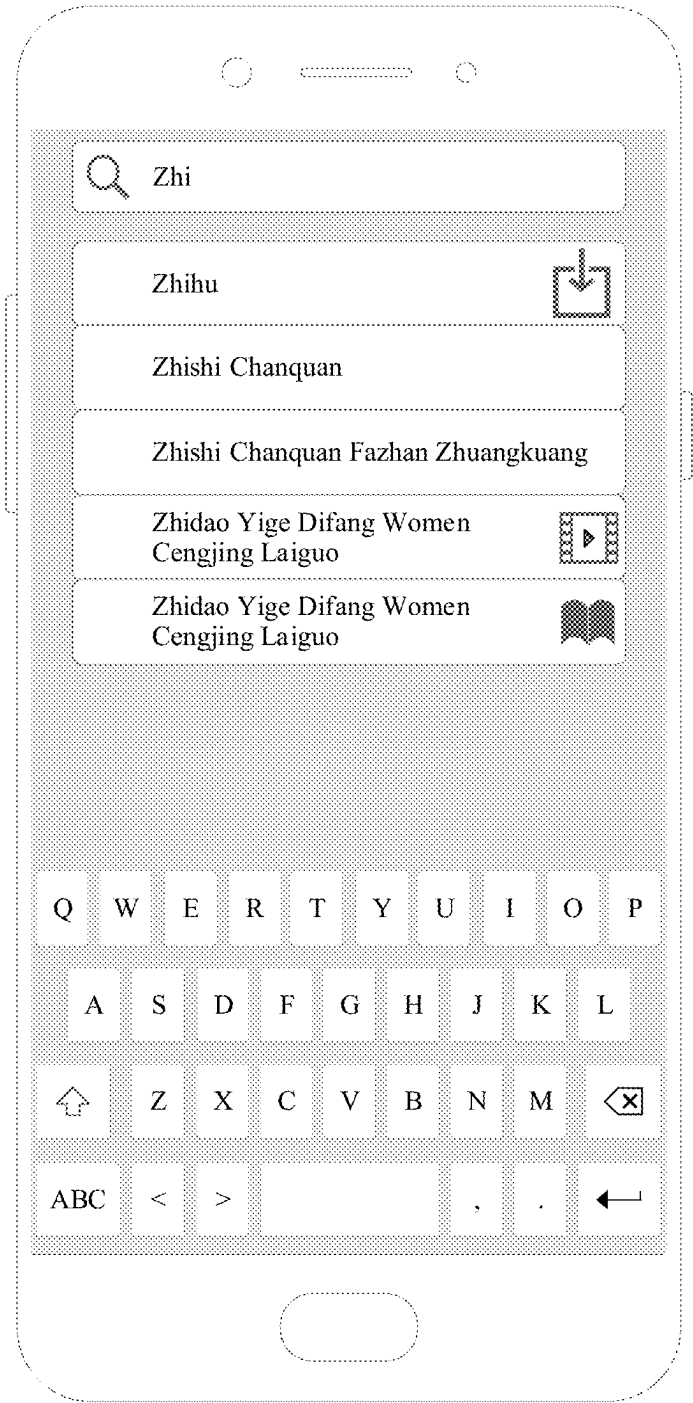 Zhi
Zhihu
Zhishi Chanquan
Zhishi Chanquan Fazhan Zhuangkuang
Zhidao Yige Difang Women
Cengjing Laiguo
Zhidao Yige Difang Women
Cengjing Laiguo
Q W E R T Y U I O P
A S D F G H J K L
Z X C V B N M
ABC < > , .